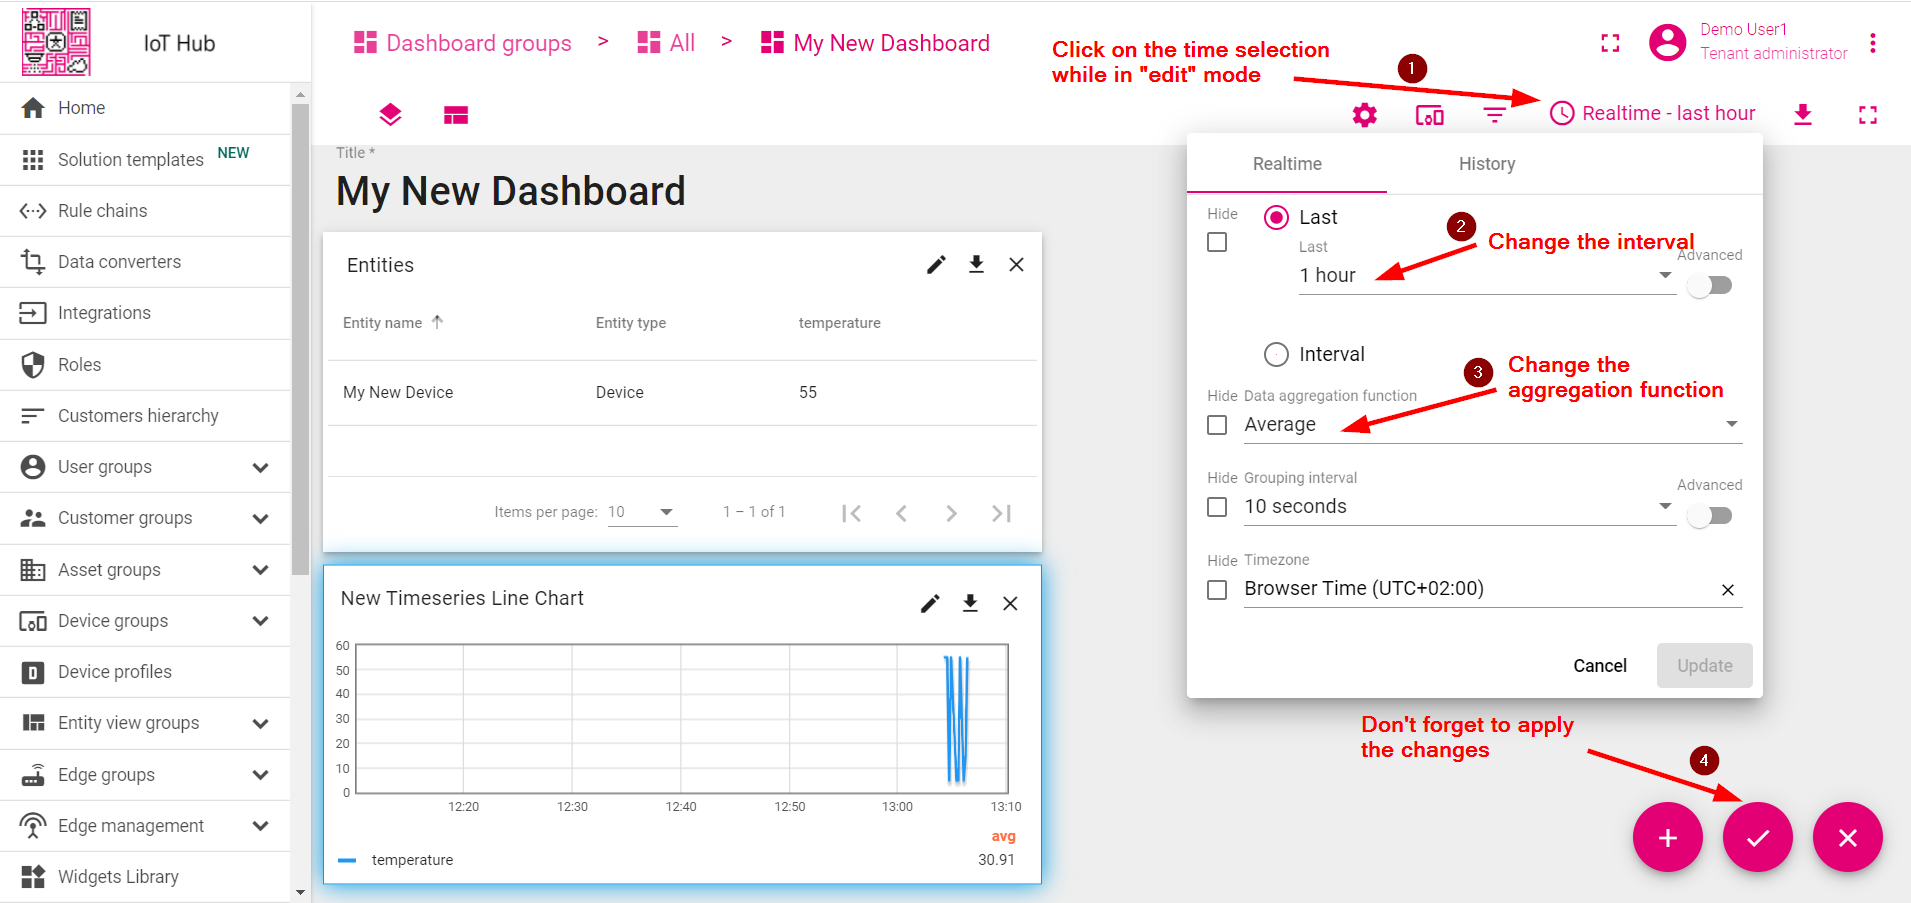 IoT Hub
Dashboard groups > All > My New Dashboard
Click on the time selection
while in "edit" mode
1
Demo User1
Tenant administrator
Realtime - last hour
Home
Solution templates NEW
Rule chains
Data converters
Integrations
Roles
Customers hierarchy
User groups
Customer groups
Asset groups
Device groups
D
Device profiles
Entity view groups
Edge groups
Edge management
Widgets Library
Title *
My New Dashboard
Entities
Entity name Entity type temperature
My New Device Device 55
Items per page: 10 1 – 1 of 1
New Timeseries Line Chart
60
50
40
30
20
10
0
12:20 12:30 12:40 12:50 13:00 13:10
avg
temperature 30.91
Realtime History
Hide
Last
Last
1 hour
2
Change the interval
Advanced
Interval
3
Change the
aggregation function
Hide Data aggregation function
Average
Hide Grouping interval
10 seconds
Advanced
Hide Timezone
Browser Time (UTC+02:00)
Cancel Update
Don't forget to apply
the changes
4